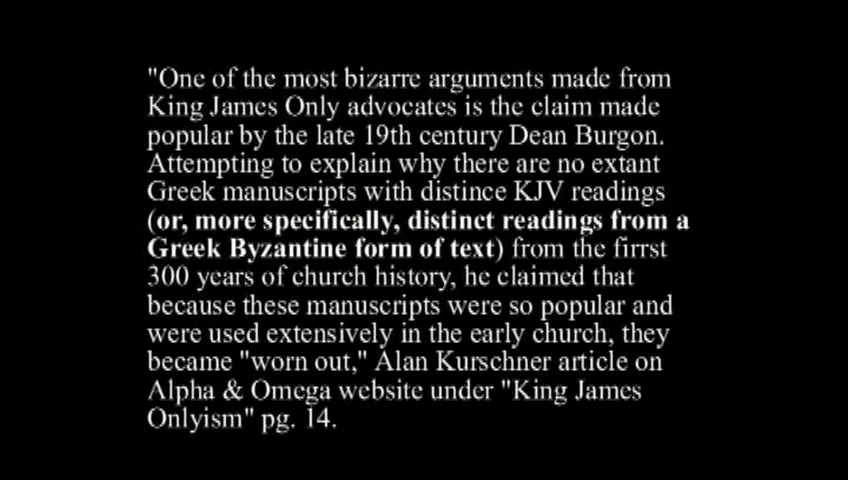 "One of the most bizarre arguments made from
King James Only advocates is the claim made
popular by the late 19th century Dean Burgon.
Attempting to explain why there are no extant
Greek manuscripts with distince KJV readings
(or, more specifically, distinct readings from a
Greek Byzantine form of text) from the firrst
300 years of church history, he claimed that
because these manuscripts were so popular and
were used extensively in the early church, they
became "worn out," Alan Kurschner article on
Alpha & Omega website under "King James
Onlyism" pg. 14.